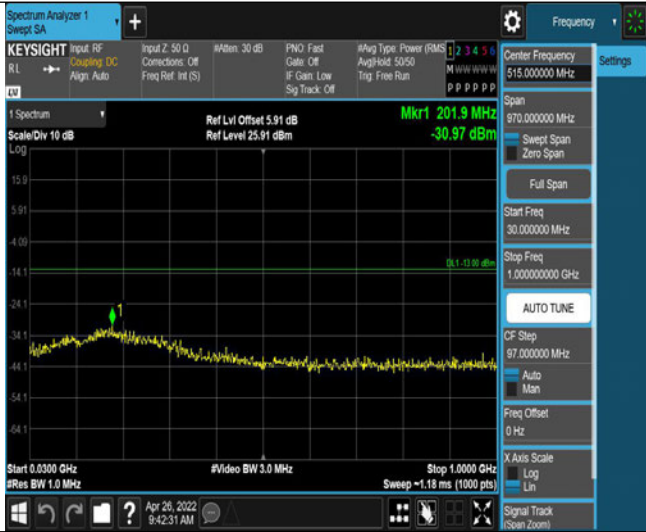 Spectrum Analyzer 1
Swept SA
+
Frequency
KEYSIGHT
RL
Input: RF
Coupling: DC
Align: Auto
Input Z: 50 Ω
Corrections: Off
Freq Ref: Int (S)
#Atten: 30 dB
PNO: Fast
Gate: Off
IF Gain: Low
Sig Track: Off
#Avg Type: Power (RMS
Avg|Hold: 50/50
Trig: Free Run
1 2 3 4 5 6
M W W W W W
P P P P P P
Center Frequency
515.000000 MHz
Settings
LXI
1 Spectrum
Scale/Div 10 dB
Ref Lvl Offset 5.91 dB
Ref Level 25.91 dBm
Mkr1 201.9 MHz
-30.97 dBm
Span
970.000000 MHz
Swept Span
Zero Span
Log
15.9
5.91
-4.09
-14.1
-24.1
-34.1
-44.1
-54.1
-64.1
DL1 -13.00 dBm
1
Full Span
Start Freq
30.000000 MHz
Stop Freq
1.000000000 GHz
AUTO TUNE
CF Step
97.000000 MHz
Auto
Man
Freq Offset
0 Hz
X Axis Scale
Log
Lin
Signal Track
(Span Zoom)
Start 0.0300 GHz
#Res BW 1.0 MHz
#Video BW 3.0 MHz
Stop 1.0000 GHz
Sweep ~1.18 ms (1000 pts)
?
Apr 26, 2022
9:42:31 AM